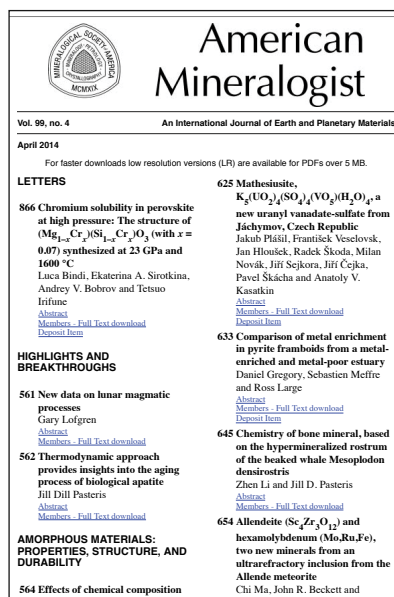 MINERALOGICAL SOCIETY OF AMERICA
MCMXIX
American
Mineralogist
Vol. 99, no. 4 An International Journal of Earth and Planetary Materials
April 2014
For faster downloads low resolution versions (LR) are available for PDFs over 5 MB.
LETTERS
866 Chromium solubility in perovskite
at high pressure: The structure of
(Mg1–xCrx)(Si1–xCrx)O3 (with x =
0.07) synthesized at 23 GPa and
1600 °C
Luca Bindi, Ekaterina A. Sirotkina,
Andrey V. Bobrov and Tetsuo
Irifune
Abstract
Members - Full Text download
Deposit Item
HIGHLIGHTS AND
BREAKTHROUGHS
561 New data on lunar magmatic
processes
Gary Lofgren
Abstract
Members - Full Text download
562 Thermodynamic approach
provides insights into the aging
process of biological apatite
Jill Dill Pasteris
Abstract
Members - Full Text download
AMORPHOUS MATERIALS:
PROPERTIES, STRUCTURE, AND
DURABILITY
564 Effects of chemical composition
625 Mathesiusite,
K5(UO2)4(SO4)4(VO5)(H2O)4, a
new uranyl vanadate-sulfate from
Jáchymov, Czech Republic
Jakub Plášil, František Veselovsk,
Jan Hloušek, Radek Škoda, Milan
Novák, Jiří Sejkora, Jiří Čejka,
Pavel Škácha and Anatoly V.
Kasatkin
Abstract
Members - Full Text download
Deposit Item
633 Comparison of metal enrichment
in pyrite framboids from a metal-
enriched and metal-poor estuary
Daniel Gregory, Sebastien Meffre
and Ross Large
Abstract
Members - Full Text download
Deposit Item
645 Chemistry of bone mineral, based
on the hypermineralized rostrum
of the beaked whale Mesoplodon
densirostris
Zhen Li and Jill D. Pasteris
Abstract
Members - Full Text download
654 Allendeite (Sc4Zr3O12) and
hexamolybdenum (Mo,Ru,Fe),
two new minerals from an
ultrarefractory inclusion from the
Allende meteorite
Chi Ma, John R. Beckett and